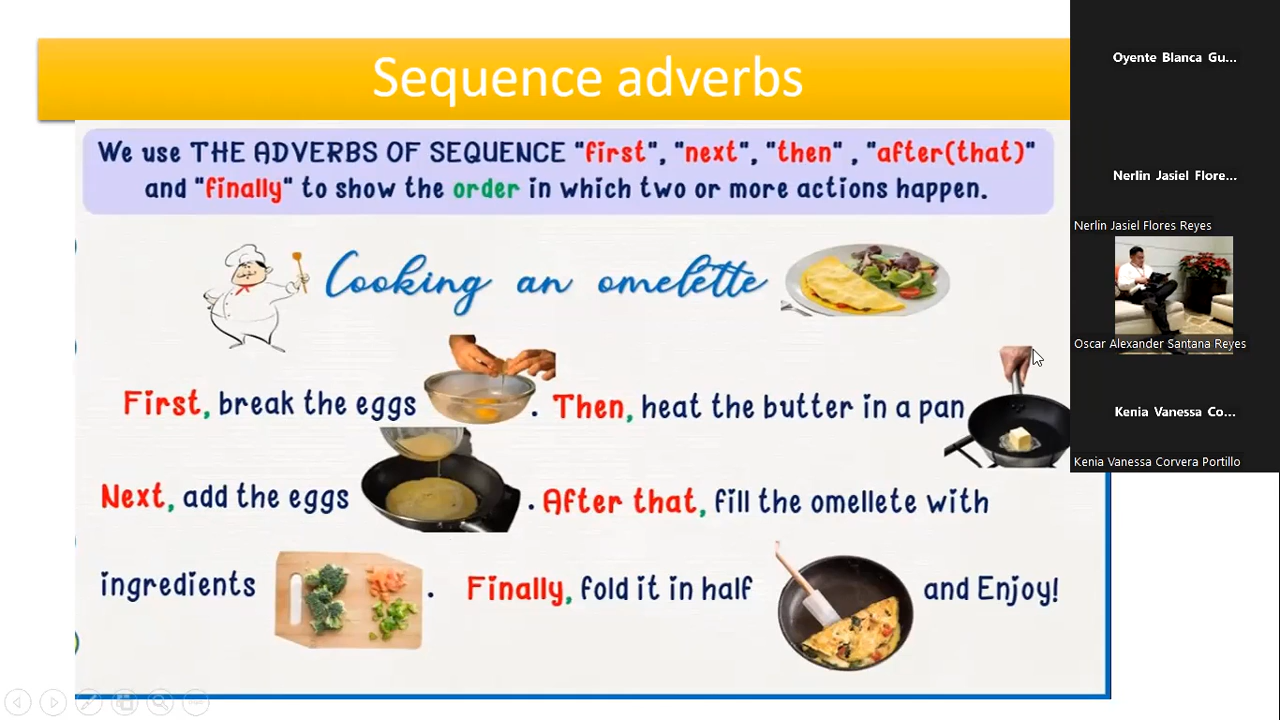 Sequence adverbs
We use THE ADVERBS OF SEQUENCE "first", "next", "then" , "after(that)"
and "finally" to show the order in which two or more actions happen.
Cooking an omelette
First, break the eggs . Then, heat the butter in a pan
Next, add the eggs . After that, fill the omellete with
ingredients . Finally, fold it in half and Enjoy!
Oyente Blanca Gu...
Nerlin Jasiel Flore...
Nerlin Jasiel Flores Reyes
Oscar Alexander Santana Reyes
Kenia Vanessa Co...
Kenia Vanessa Corvera Portillo